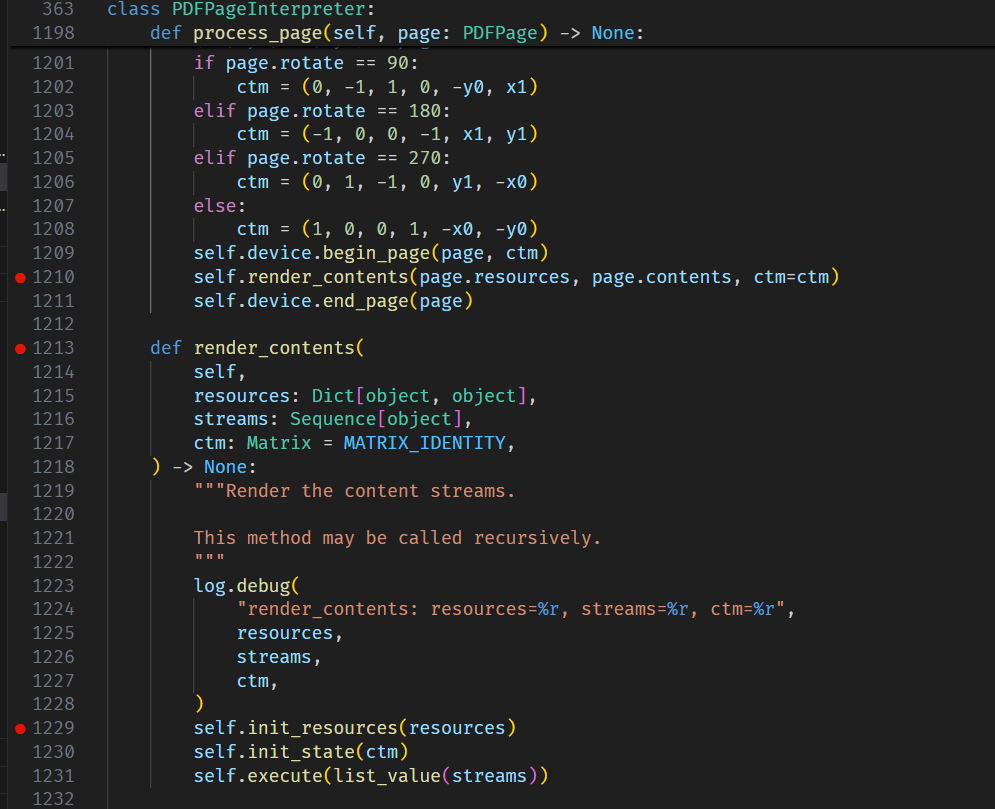 363 class PDFPageInterpreter:
1198 def process_page(self, page: PDFPage) -> None:
1201 if page.rotate == 90:
1202 ctm = (0, -1, 1, 0, -y0, x1)
1203 elif page.rotate == 180:
1204 ctm = (-1, 0, 0, -1, x1, y1)
1205 elif page.rotate == 270:
1206 ctm = (0, 1, -1, 0, y1, -x0)
1207 else:
1208 ctm = (1, 0, 0, 1, -x0, -y0)
1209 self.device.begin_page(page, ctm)
1210 self.render_contents(page.resources, page.contents, ctm=ctm)
1211 self.device.end_page(page)
1212
1213 def render_contents(
1214 self,
1215 resources: Dict[object, object],
1216 streams: Sequence[object],
1217 ctm: Matrix = MATRIX_IDENTITY,
1218 ) -> None:
1219 """Render the content streams.
1220
1221 This method may be called recursively.
1222 """
1223 log.debug(
1224 "render_contents: resources=%r, streams=%r, ctm=%r",
1225 resources,
1226 streams,
1227 ctm,
1228 )
1229 self.init_resources(resources)
1230 self.init_state(ctm)
1231 self.execute(list_value(streams))
1232